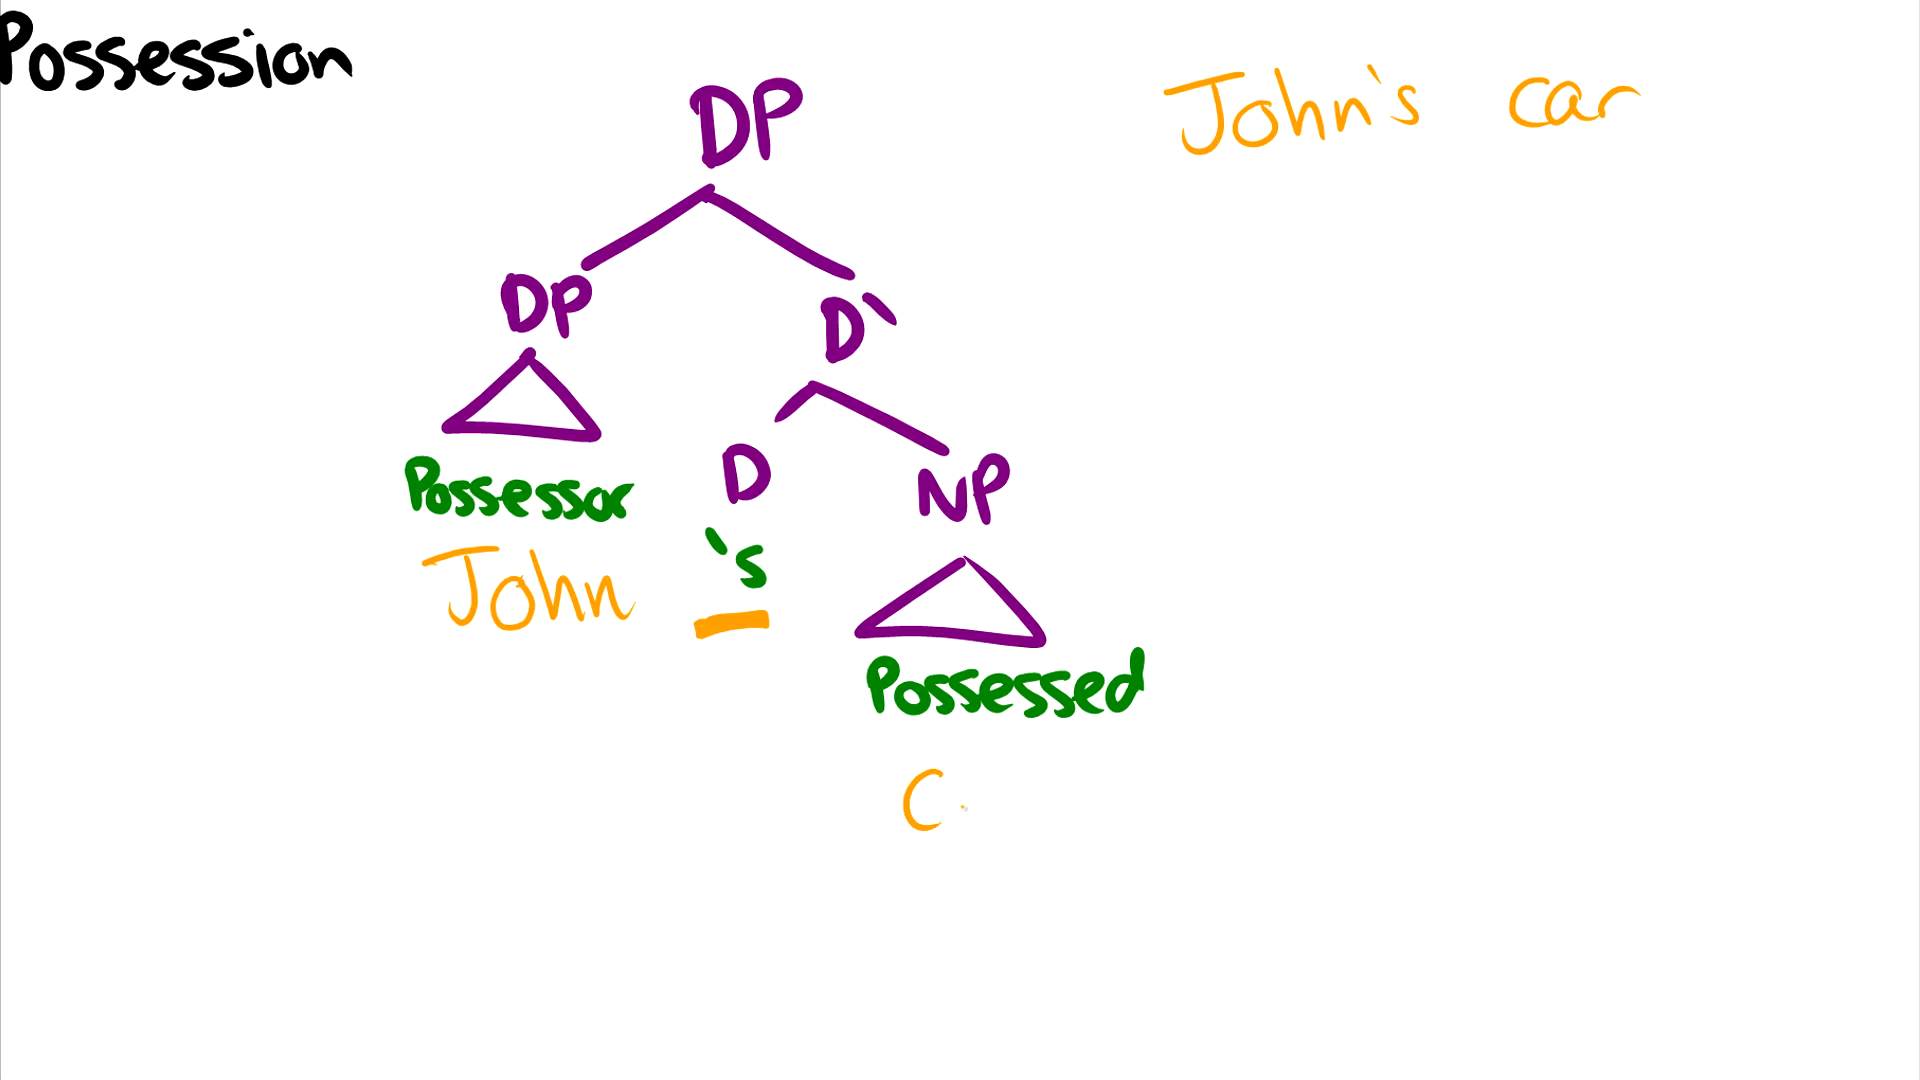 Possession
John's car
DP
DP D`
D NP
Possessor
`s
John
Possessed
C